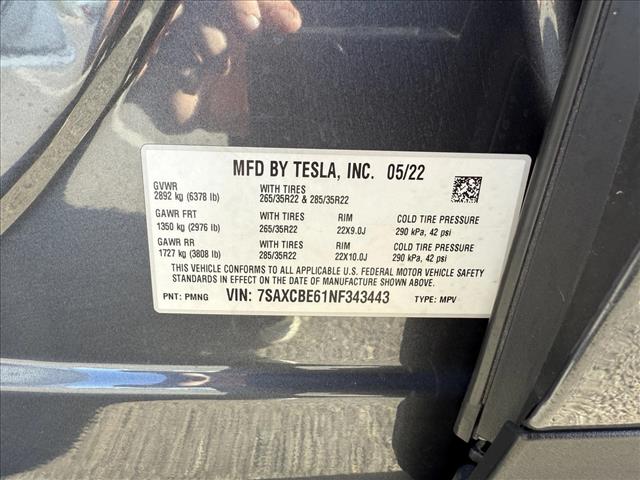 MFD BY TESLA, INC. 05/22
GVWR
2892 kg (6378 lb)
WITH TIRES
265/35R22 & 285/35R22
GAWR FRT
1350 kg (2976 lb)
WITH TIRES
265/35R22
RIM
22X9.0J
COLD TIRE PRESSURE
290 kPa, 42 psi
GAWR RR
1727 kg (3808 lb)
WITH TIRES
285/35R22
RIM
22X10.0J
COLD TIRE PRESSURE
290 kPa, 42 psi
THIS VEHICLE CONFORMS TO ALL APPLICABLE U.S. FEDERAL MOTOR VEHICLE SAFETY
STANDARDS IN EFFECT ON THE DATE OF MANUFACTURE SHOWN ABOVE.
PNT: PMNG VIN: 7SAXCBE61NF343443 TYPE: MPV